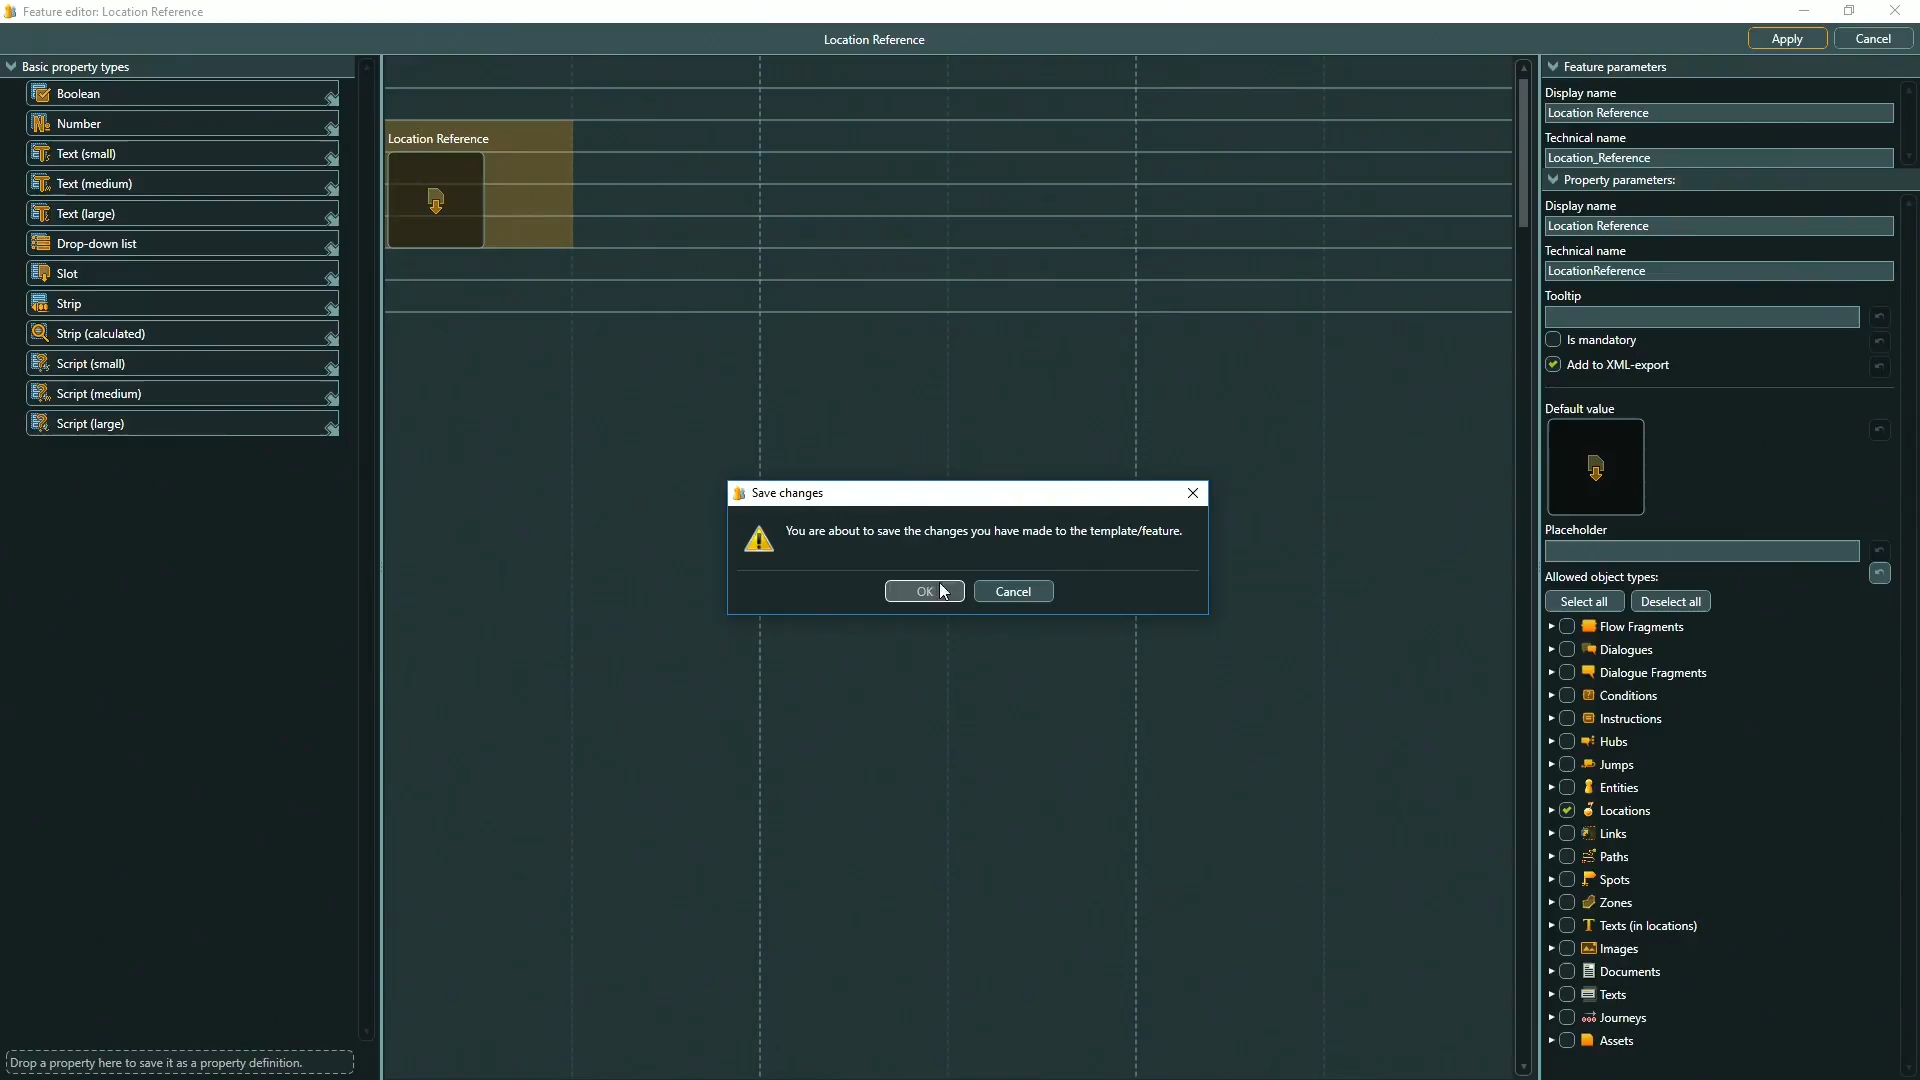 Feature editor: Location Reference
Location Reference
Apply
Cancel
Basic property types
Boolean
Number
Text (small)
Text (medium)
Text (large)
Drop-down list
Slot
Strip
Strip (calculated)
Script (small)
Script (medium)
Script (large)
Drop a property here to save it as a property definition.
Location Reference
Save changes
You are about to save the changes you have made to the template/feature.
OK
Cancel
Feature parameters
Display name
Location Reference
Technical name
Location_Reference
Property parameters:
Display name
Location Reference
Technical name
LocationReference
Tooltip
Is mandatory
Add to XML-export
Default value
Placeholder
Allowed object types:
Select all
Deselect all
Flow Fragments
Dialogues
Dialogue Fragments
Conditions
Instructions
Hubs
Jumps
Entities
Locations
Links
Paths
Spots
Zones
Texts (in locations)
Images
Documents
Texts
Journeys
Assets